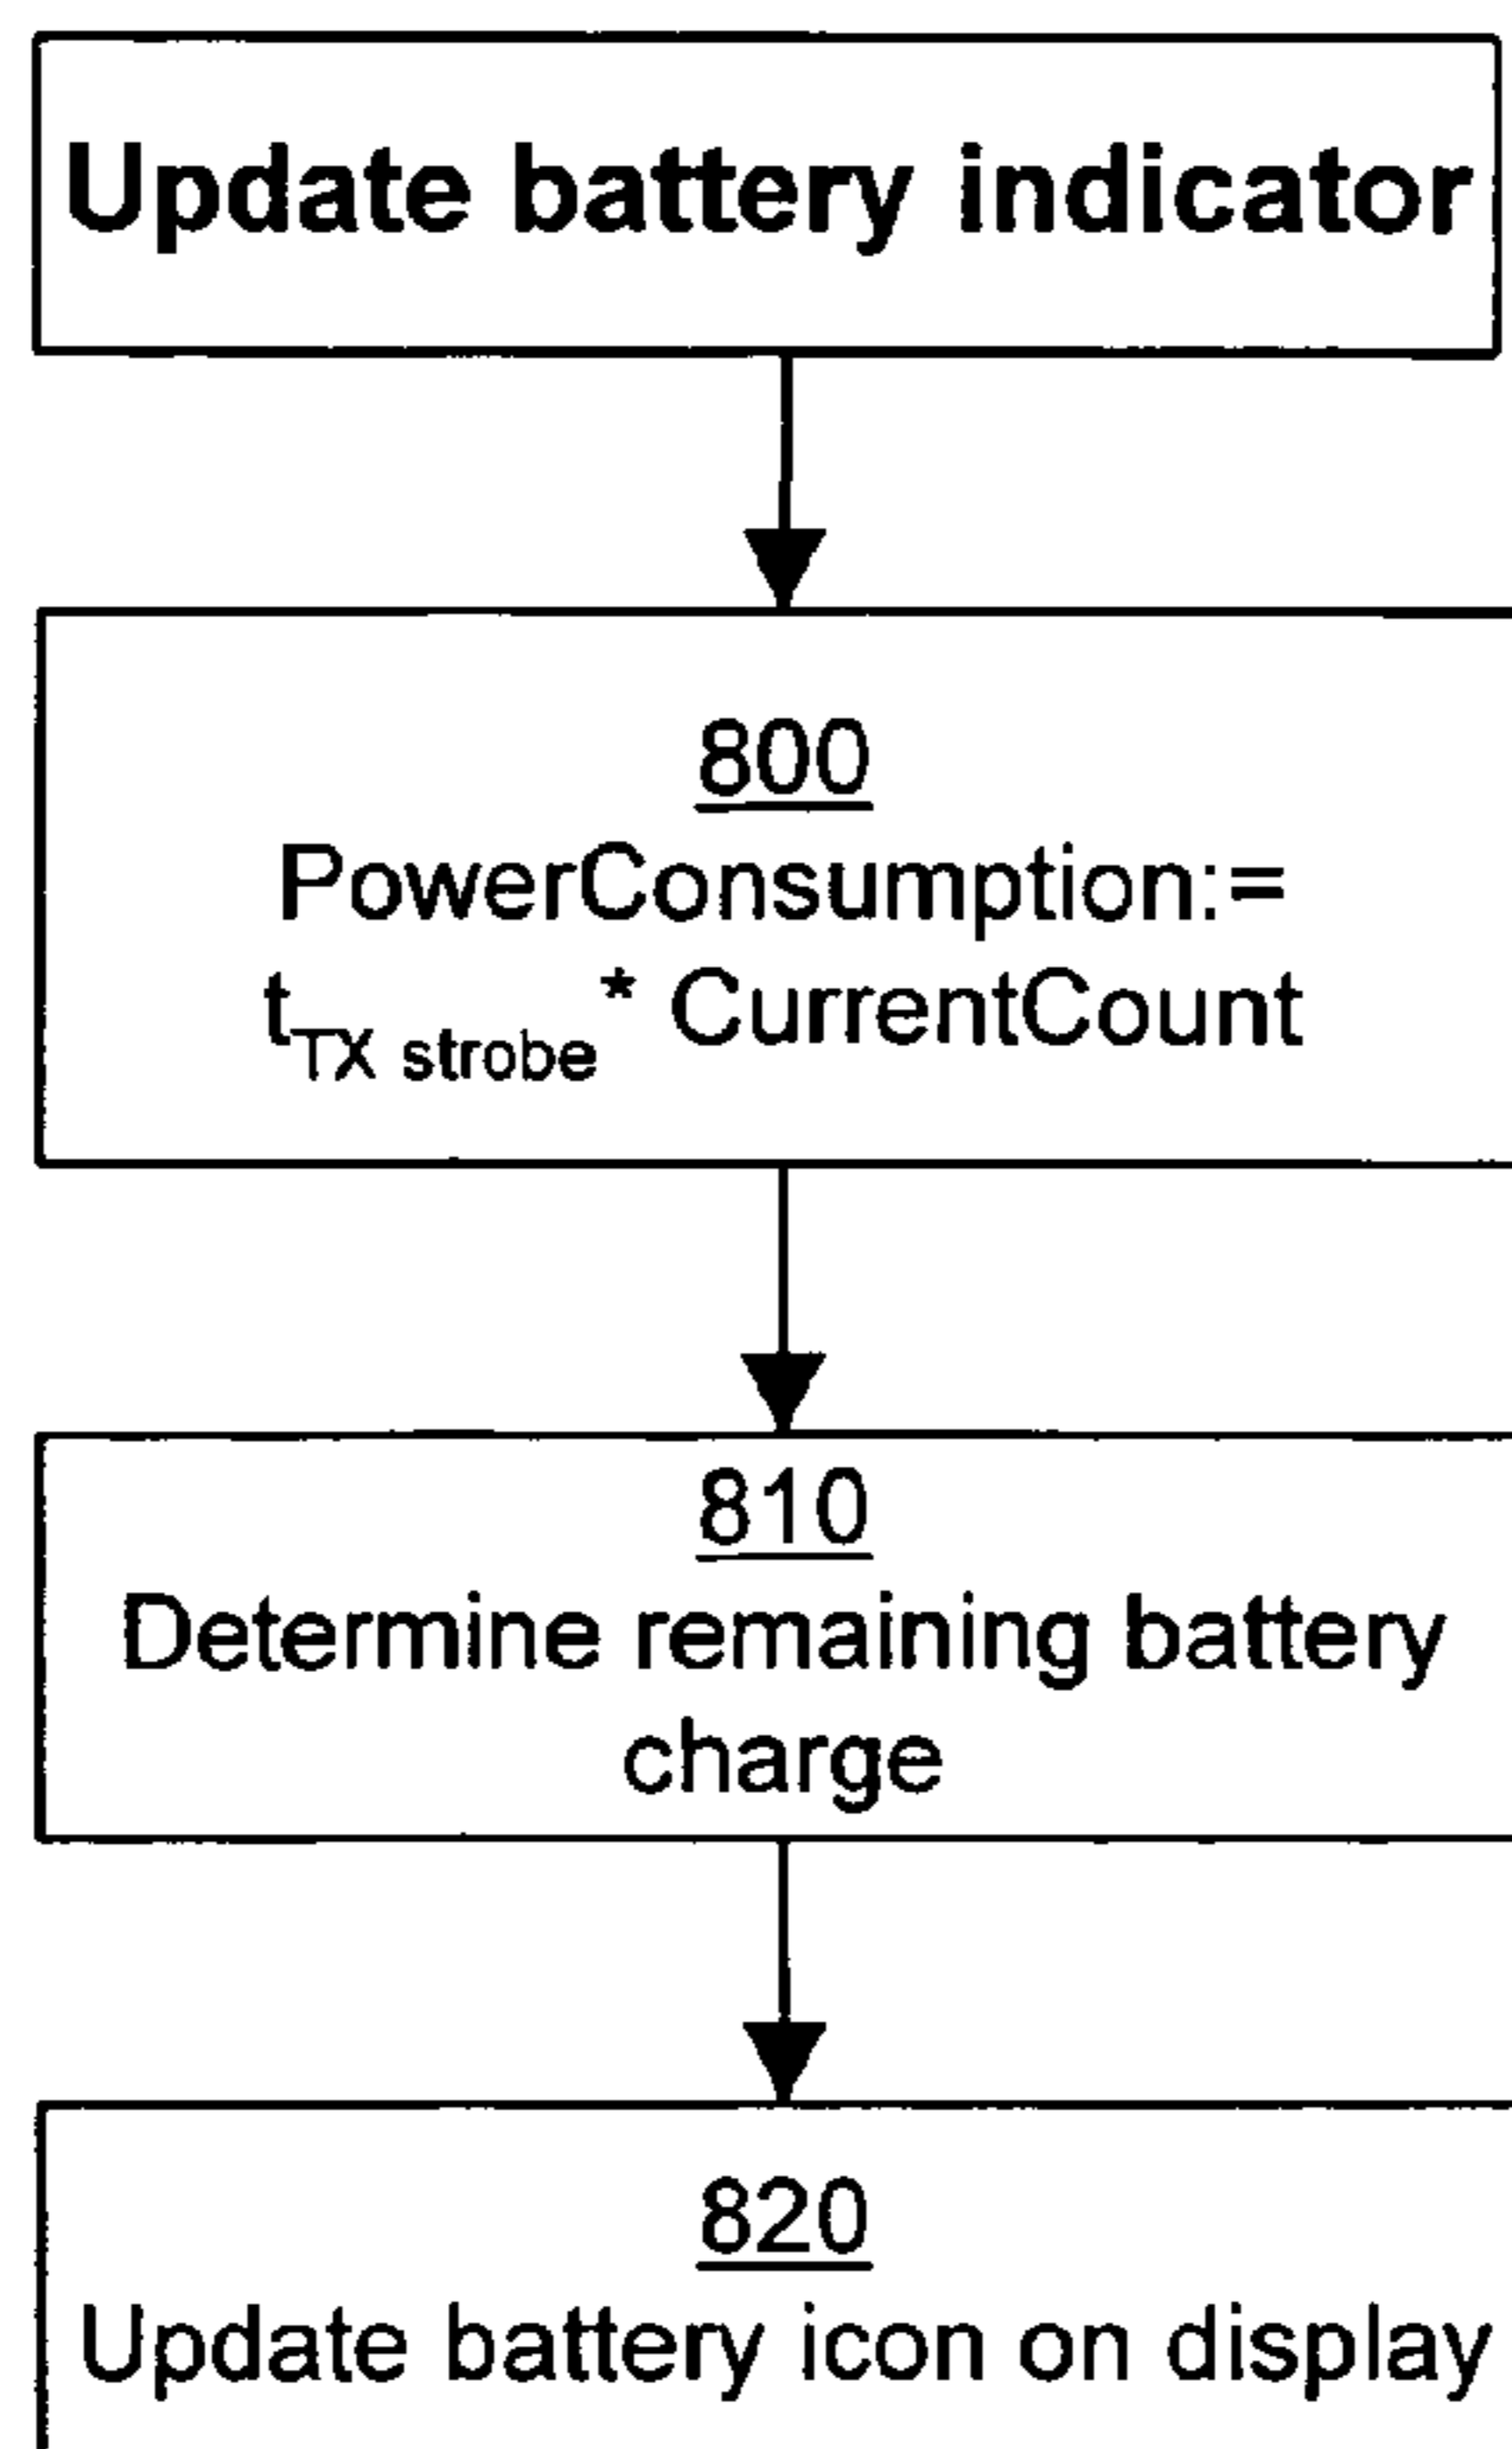 Update battery indicator
800
PowerConsumption:=
tTX strobe* CurrentCount
810
Determine remaining battery
charge
820
Update battery icon on display